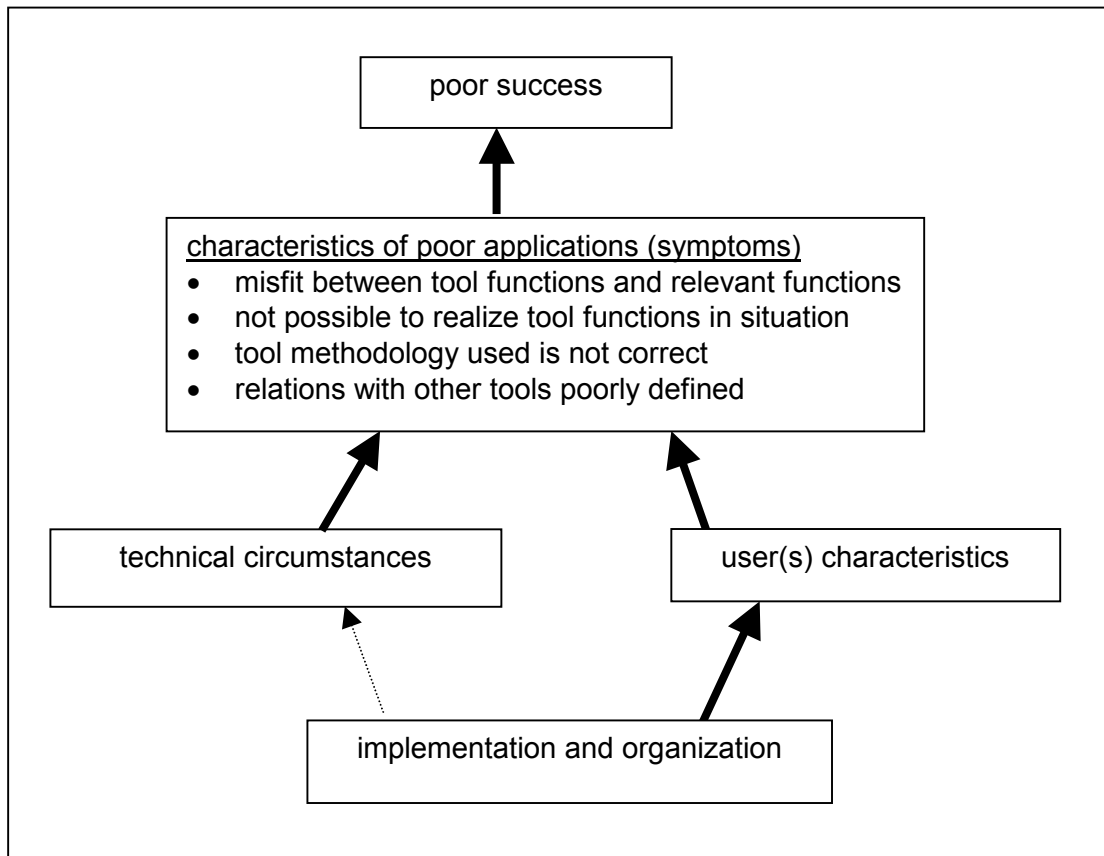 poor success
characteristics of poor applications (symptoms)
• misfit between tool functions and relevant functions
• not possible to realize tool functions in situation
• tool methodology used is not correct
• relations with other tools poorly defined
technical circumstances
user(s) characteristics
implementation and organization